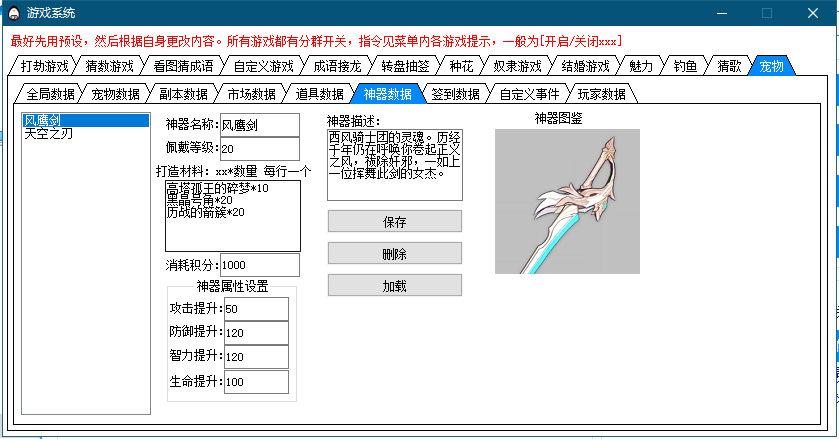 游戏系统
最好先用预设，然后根据自身更改内容。所有游戏都有分群开关，指令见菜单内各游戏提示，一般为[开启/关闭xxx]
打劫游戏 猜数游戏 看图猜成语 自定义游戏 成语接龙 转盘抽签 种花 奴隶游戏 结婚游戏 魅力 钓鱼 猜歌 宠物
全局数据 宠物数据 副本数据 市场数据 道具数据 神器数据 签到数据 自定义事件 玩家数据
风鹰剑
天空之刃
神器名称:风鹰剑
佩戴等级:20
打造材料: xx*数量 每行一个
高塔孤王的碎梦*10
黑晶号角*20
历战的箭簇*20
消耗积分:1000
神器属性设置
攻击提升:50
防御提升:120
智力提升:120
生命提升:100
神器描述:
西风骑士团的灵魂。历经
千年仍在呼唤你卷起正义
之风，祓除奸邪，一如上
一位挥舞此剑的女杰。
保存
删除
加载
神器图鉴